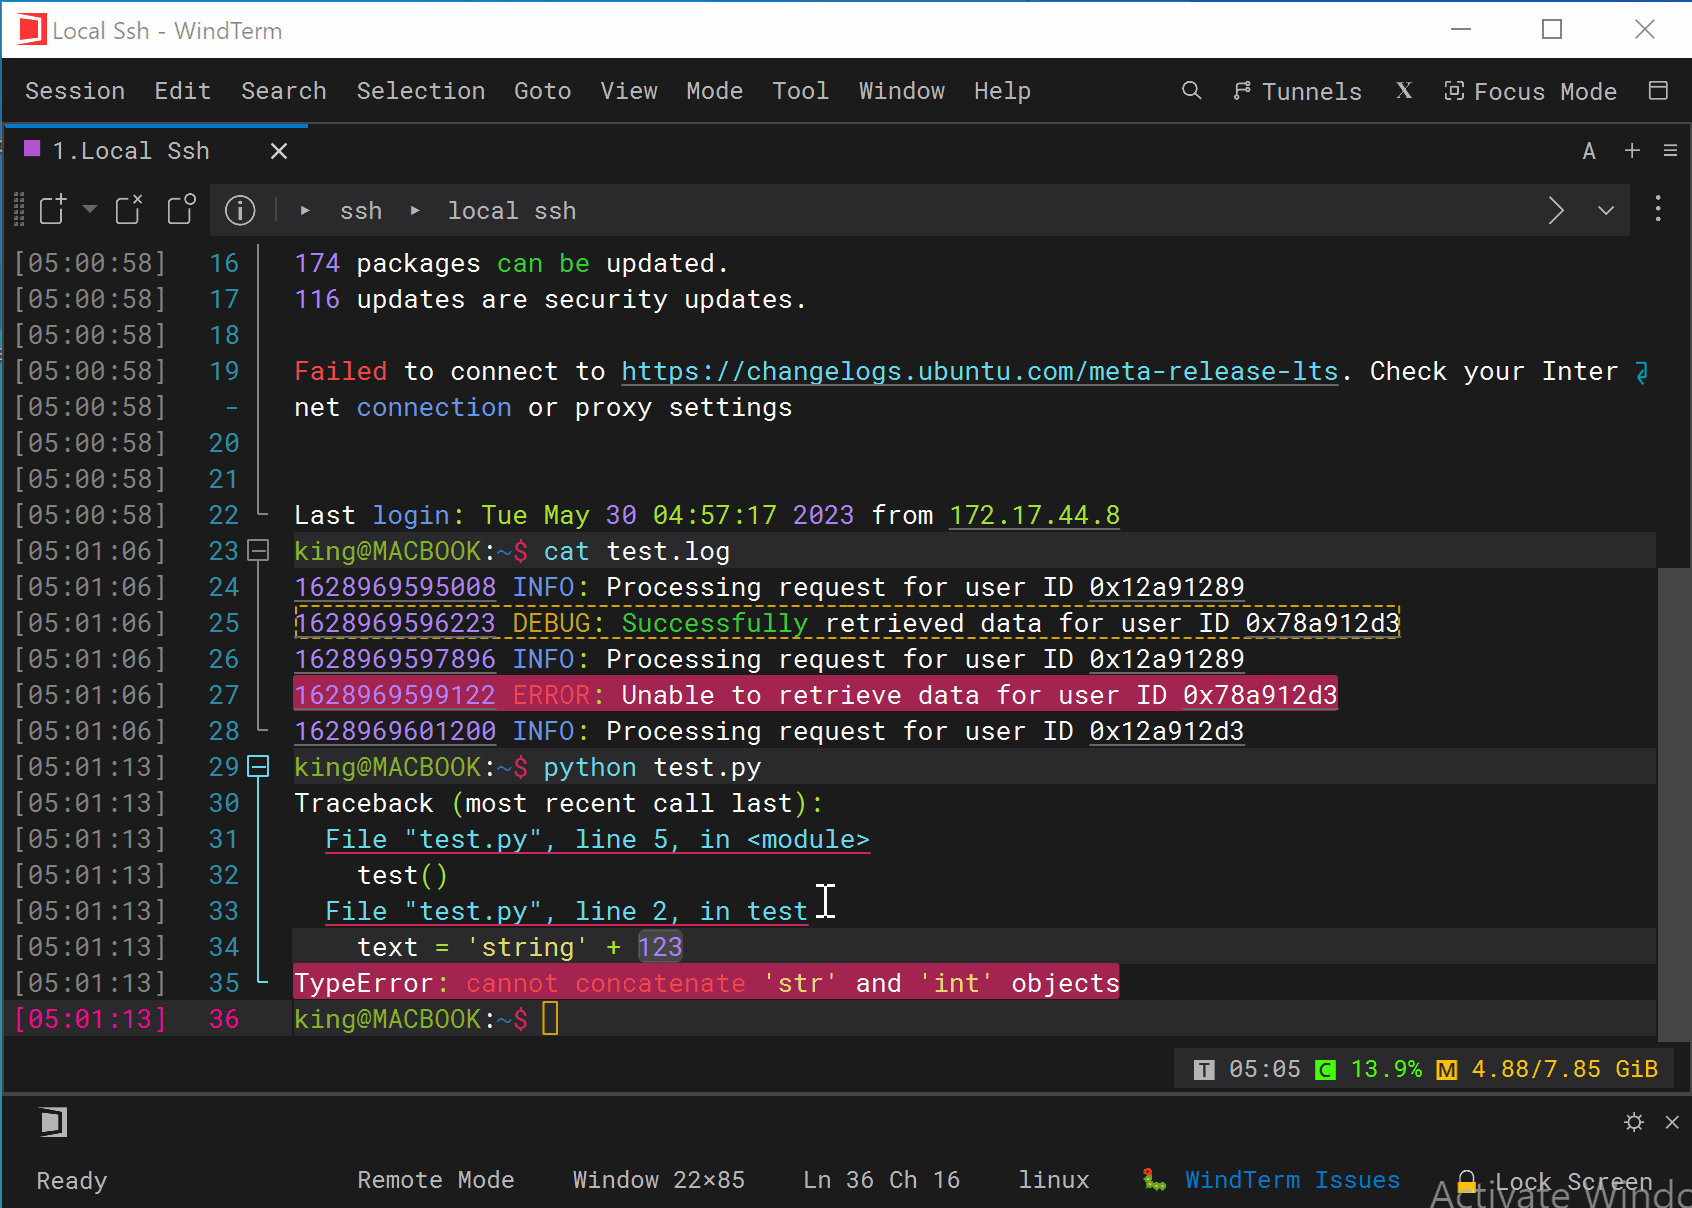 Local Ssh - WindTerm
Session Edit Search Selection Goto View Mode Tool Window Help Tunnels X Focus Mode
1.Local Ssh A
ssh local ssh
[05:00:58] 16 174 packages can be updated.
[05:00:58] 17 116 updates are security updates.
[05:00:58] 18
[05:00:58] 19 Failed to connect to https://changelogs.ubuntu.com/meta-release-lts. Check your Inter
[05:00:58] - net connection or proxy settings
[05:00:58] 20
[05:00:58] 21
[05:00:58] 22 Last login: Tue May 30 04:57:17 2023 from 172.17.44.8
[05:01:06] 23 king@MACBOOK:~$ cat test.log
[05:01:06] 24 1628969595008 INFO: Processing request for user ID 0x12a91289
[05:01:06] 25 1628969596223 DEBUG: Successfully retrieved data for user ID 0x78a912d3
[05:01:06] 26 1628969597896 INFO: Processing request for user ID 0x12a91289
[05:01:06] 27 1628969599122 ERROR: Unable to retrieve data for user ID 0x78a912d3
[05:01:06] 28 1628969601200 INFO: Processing request for user ID 0x12a912d3
[05:01:13] 29 king@MACBOOK:~$ python test.py
[05:01:13] 30 Traceback (most recent call last):
[05:01:13] 31 File "test.py", line 5, in <module>
[05:01:13] 32 test()
[05:01:13] 33 File "test.py", line 2, in test
[05:01:13] 34 text = 'string' + 123
[05:01:13] 35 TypeError: cannot concatenate 'str' and 'int' objects
[05:01:13] 36 king@MACBOOK:~$
T 05:05 C 13.9% M 4.88/7.85 GiB
Ready Remote Mode Window 22×85 Ln 36 Ch 16 linux WindTerm Issues Lock Screen
Activate Windo